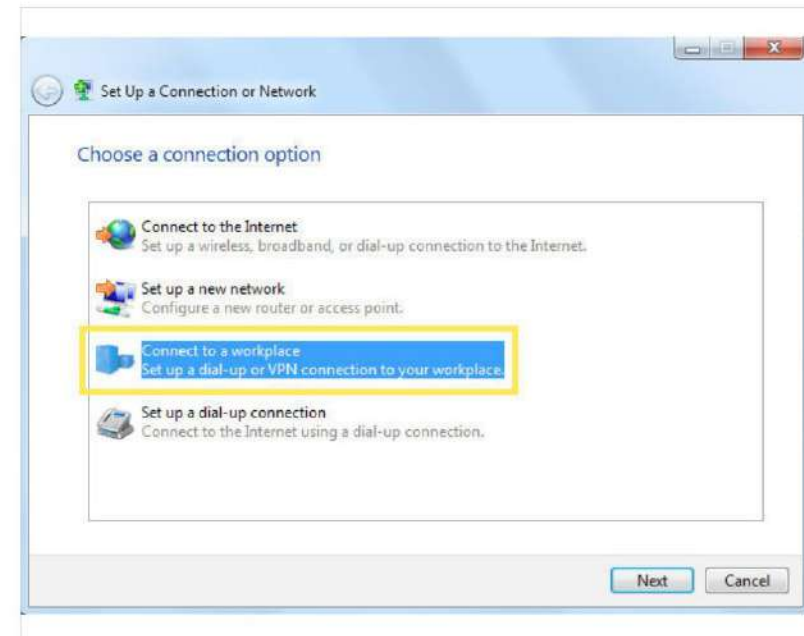 Set Up a Connection or Network
Choose a connection option
Connect to the Internet
Set up a wireless, broadband, or dial-up connection to the Internet.
Set up a new network
Configure a new router or access point.
Connect to a workplace
Set up a dial-up or VPN connection to your workplace.
Set up a dial-up connection
Connect to the Internet using a dial-up connection.
Next Cancel